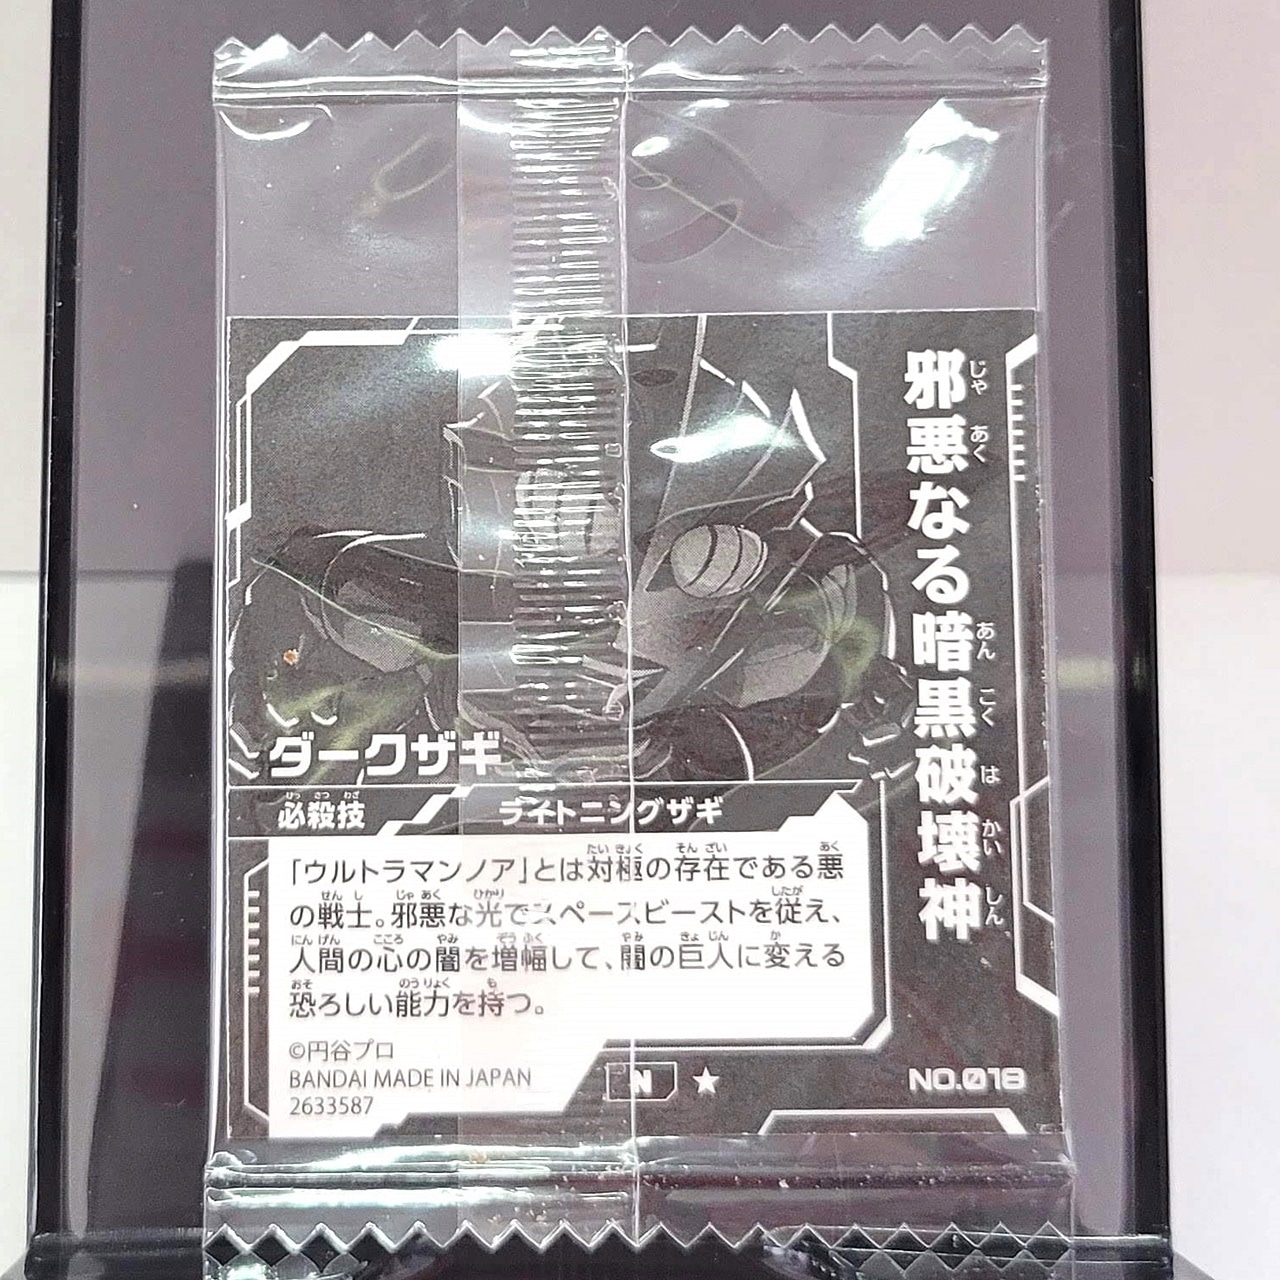 邪悪なる暗黒破壊神
ダークザギ
必殺技
ライトニングザギ
「ウルトラマンノア」とは対極の存在である悪
の戦士。邪悪な光でスペースビーストを従え、
人間の心の闇を増幅して、闇の巨人に変える
恐ろしい能力を持つ。
©円谷プロ
BANDAI MADE IN JAPAN
2633587
N ★
NO.018